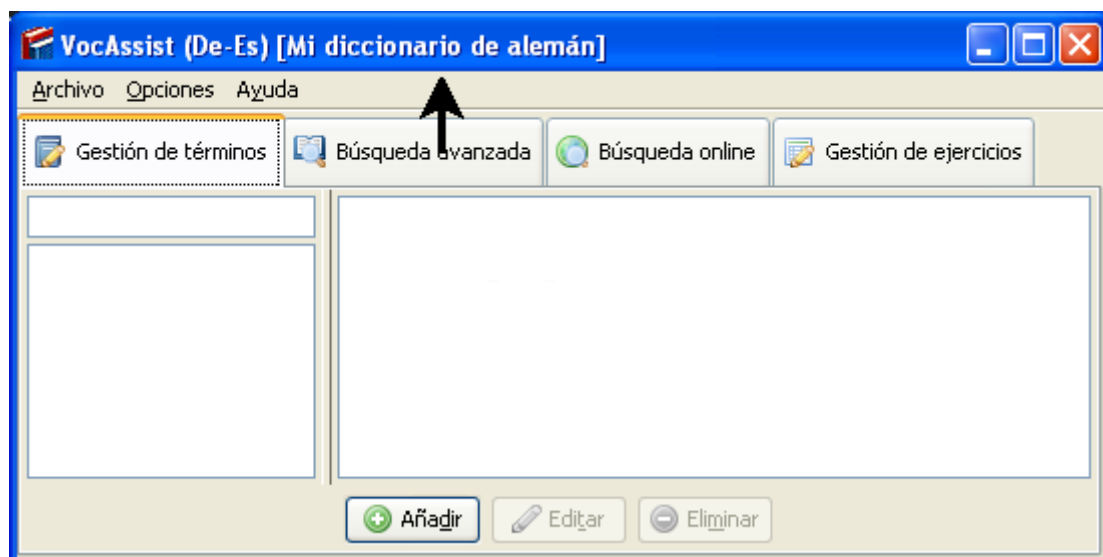 VocAssist (De-Es) [Mi diccionario de alemán]
Archivo Opciones Ayuda
Gestión de términos Búsqueda avanzada Búsqueda online Gestión de ejercicios
Añadir Editar Eliminar